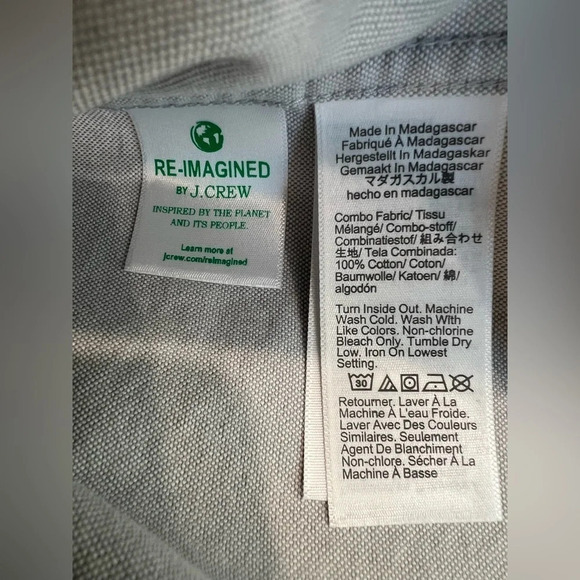 RE-IMAGINED
BY J.CREW
INSPIRED BY THE PLANET
AND ITS PEOPLE.
Learn more at
jcrew.com/reimagined
Made In Madagascar
Fabriqué À Madagascar
Hergestellt In Madagaskar
Gemaakt In Madagascar
マダガスカル製
hecho en madagascar
Combo Fabric/ Tissu
Mélangé/ Combo-stoff/
Combinatiestof/ 組み合わせ
生地/ Tela Combinada:
100% Cotton/ Coton/
Baumwolle/ Katoen/ 綿/
algodón
Turn Inside Out. Machine
Wash Cold. Wash With
Like Colors. Non-chlorine
Bleach Only. Tumble Dry
Low. Iron On Lowest
Setting.
30
Retourner. Laver À La
Machine À L'eau Froide.
Laver Avec Des Couleurs
Similaires. Seulement
Agent De Blanchiment
Non-chlore. Sécher À La
Machine À Basse